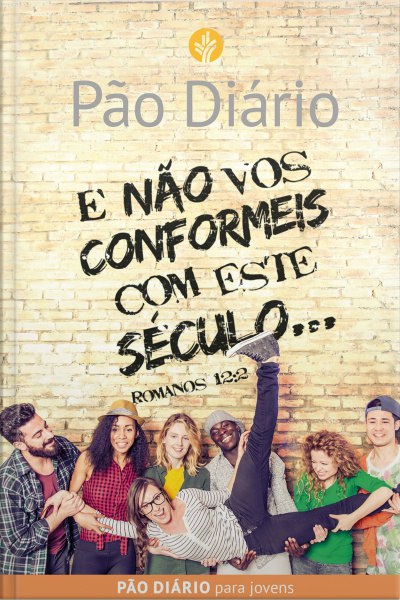 Pão Diário
E NÃO VOS
CONFORMEIS
COM ESTE
SÉCULO...
ROMANOS 12:2
PÃO DIÁRIO para jovens